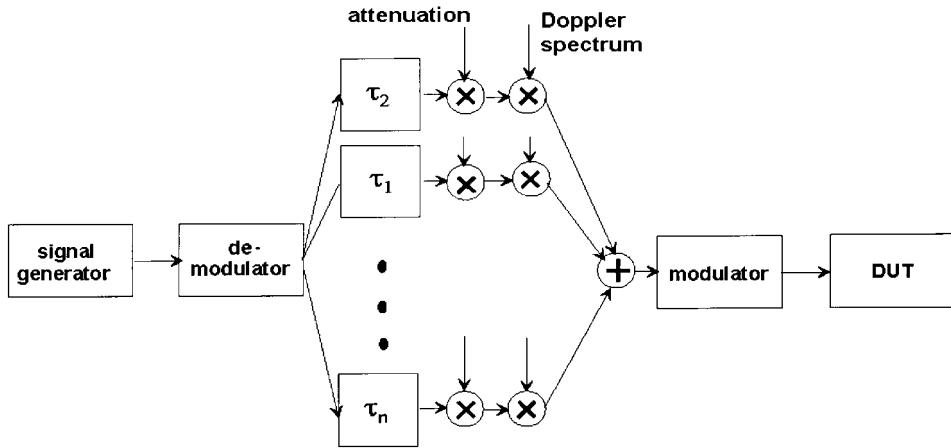 attenuation
Doppler
spectrum
τ2
τ1
signal
generator
de-
modulator
modulator
DUT
τn